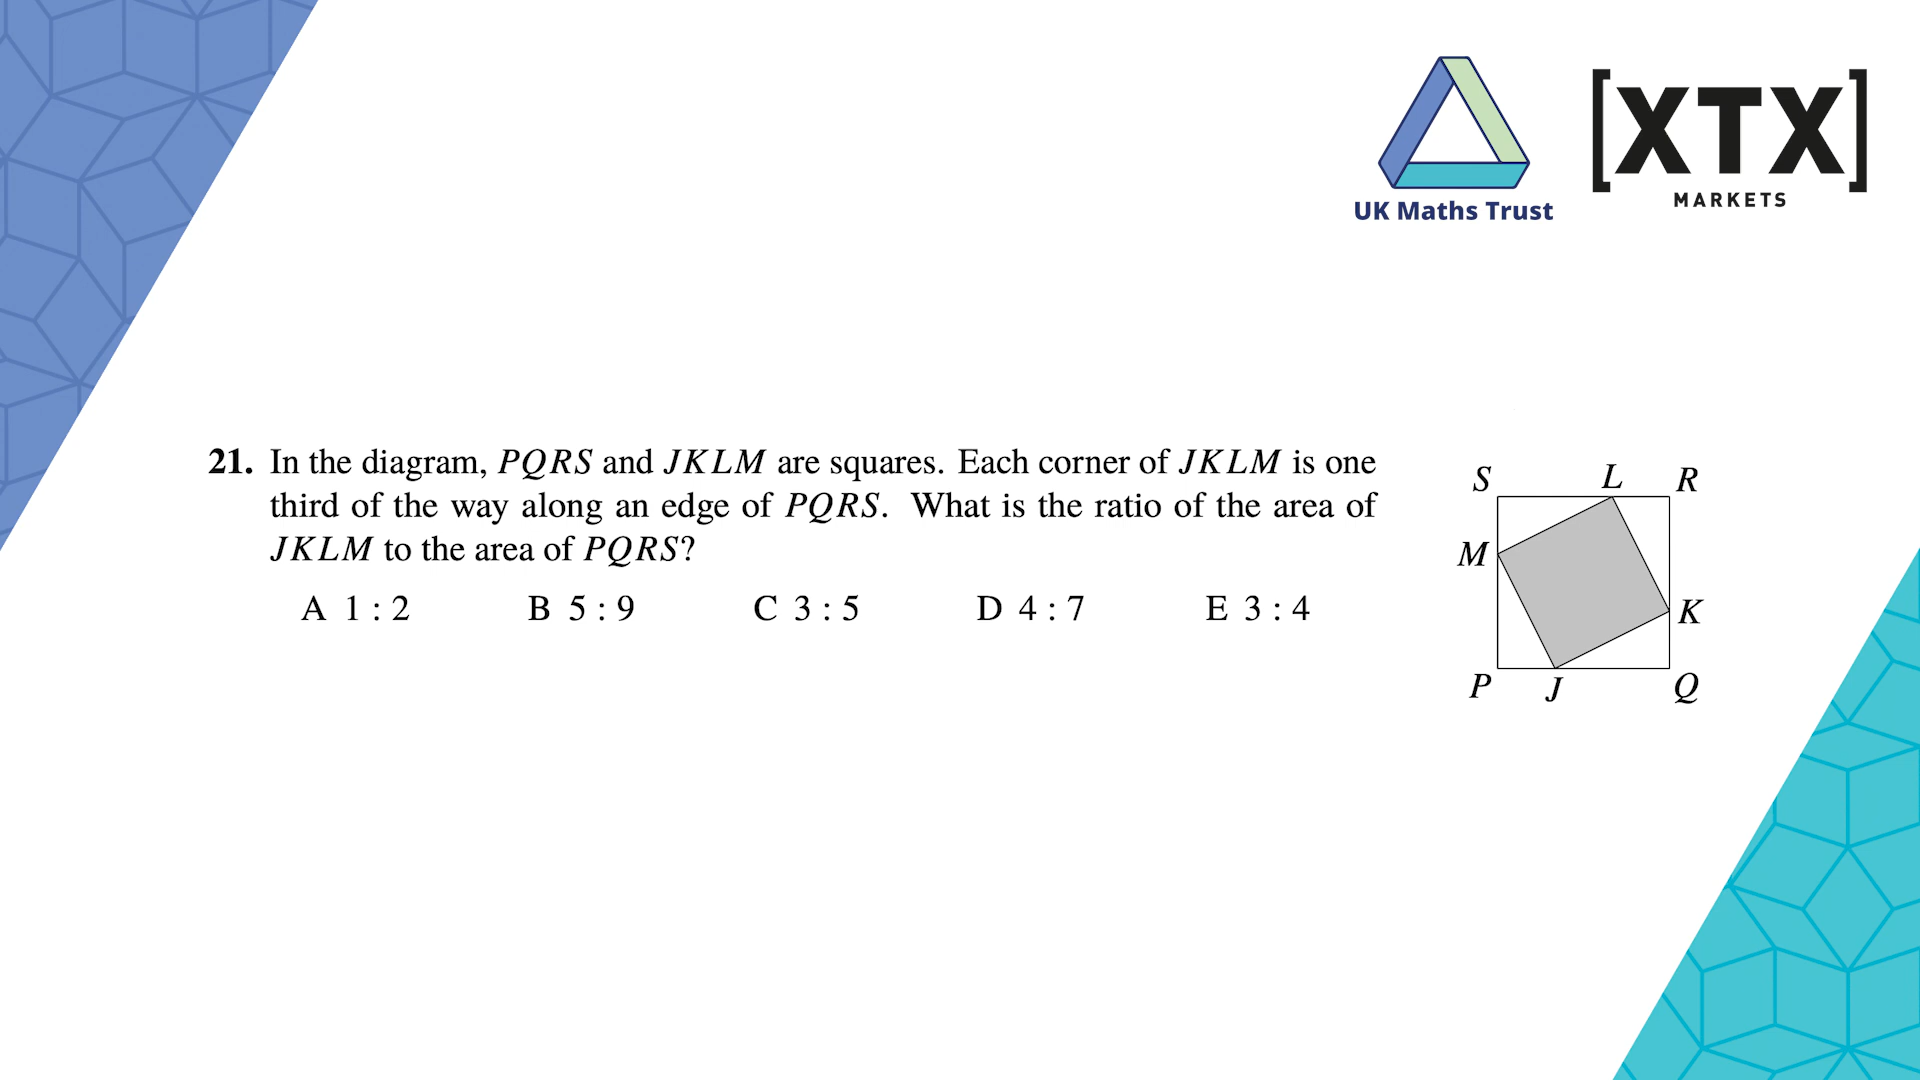 UK Maths Trust
[XTX]
MARKETS
21. In the diagram, PQRS and JKLM are squares. Each corner of JKLM is one
third of the way along an edge of PQRS. What is the ratio of the area of
JKLM to the area of PQRS?
A 1 : 2 B 5 : 9 C 3 : 5 D 4 : 7 E 3 : 4
S L R
M
K
P J Q